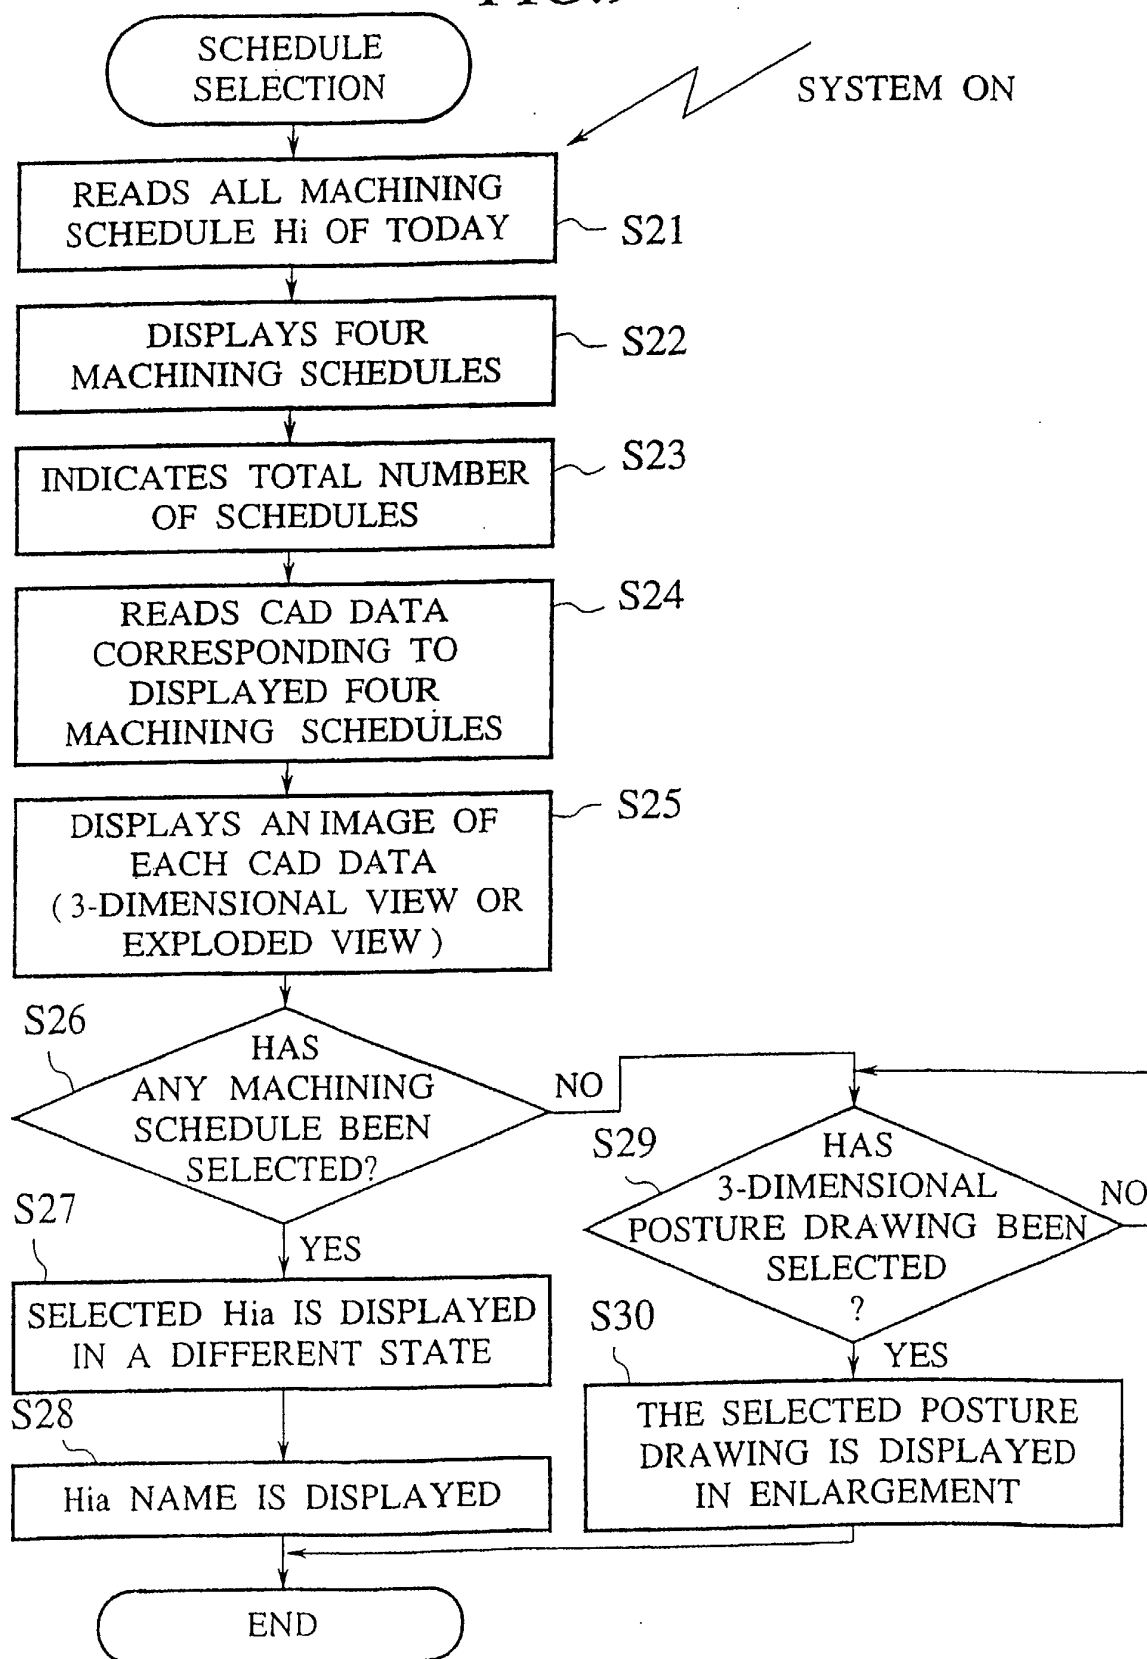 SCHEDULE
SELECTION
SYSTEM ON
READS ALL MACHINING
SCHEDULE Hi OF TODAY
S21
DISPLAYS FOUR
MACHINING SCHEDULES
S22
INDICATES TOTAL NUMBER
OF SCHEDULES
S23
READS CAD DATA
CORRESPONDING TO
DISPLAYED FOUR
MACHINING SCHEDULES
S24
DISPLAYS AN IMAGE OF
EACH CAD DATA
(3-DIMENSIONAL VIEW OR
EXPLODED VIEW)
S25
S26
HAS
ANY MACHINING
SCHEDULE BEEN
SELECTED?
NO
YES
S27
SELECTED Hia IS DISPLAYED
IN A DIFFERENT STATE
S28
Hia NAME IS DISPLAYED
S29
HAS
3-DIMENSIONAL
POSTURE DRAWING BEEN
SELECTED
?
NO
YES
S30
THE SELECTED POSTURE
DRAWING IS DISPLAYED
IN ENLARGEMENT
END